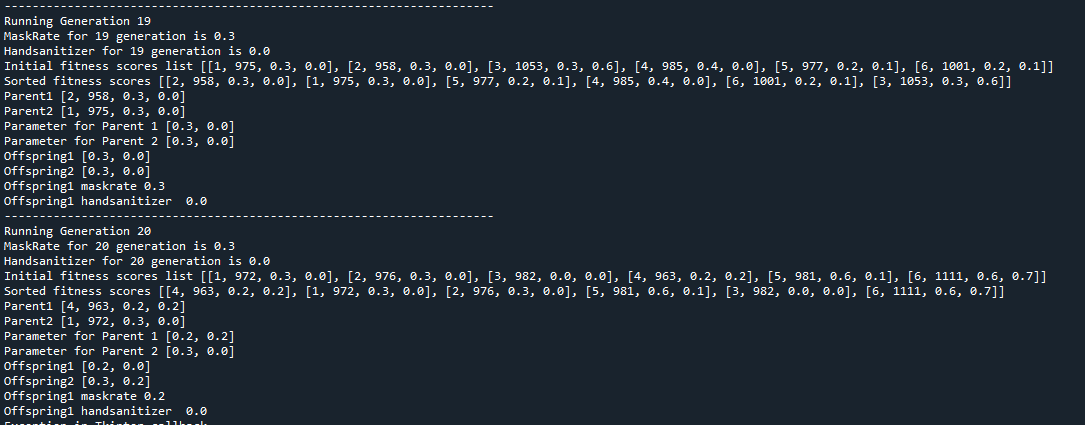 ----------------------------------------------------------------------
Running Generation 19
MaskRate for 19 generation is 0.3
Handsanitizer for 19 generation is 0.0
Initial fitness scores list [[1, 975, 0.3, 0.0], [2, 958, 0.3, 0.0], [3, 1053, 0.3, 0.6], [4, 985, 0.4, 0.0], [5, 977, 0.2, 0.1], [6, 1001, 0.2, 0.1]]
Sorted fitness scores [[2, 958, 0.3, 0.0], [1, 975, 0.3, 0.0], [5, 977, 0.2, 0.1], [4, 985, 0.4, 0.0], [6, 1001, 0.2, 0.1], [3, 1053, 0.3, 0.6]]
Parent1 [2, 958, 0.3, 0.0]
Parent2 [1, 975, 0.3, 0.0]
Parameter for Parent 1 [0.3, 0.0]
Parameter for Parent 2 [0.3, 0.0]
Offspring1 [0.3, 0.0]
Offspring2 [0.3, 0.0]
Offspring1 maskrate 0.3
Offspring1 handsanitizer  0.0
----------------------------------------------------------------------
Running Generation 20
MaskRate for 20 generation is 0.3
Handsanitizer for 20 generation is 0.0
Initial fitness scores list [[1, 972, 0.3, 0.0], [2, 976, 0.3, 0.0], [3, 982, 0.0, 0.0], [4, 963, 0.2, 0.2], [5, 981, 0.6, 0.1], [6, 1111, 0.6, 0.7]]
Sorted fitness scores [[4, 963, 0.2, 0.2], [1, 972, 0.3, 0.0], [2, 976, 0.3, 0.0], [5, 981, 0.6, 0.1], [3, 982, 0.0, 0.0], [6, 1111, 0.6, 0.7]]
Parent1 [4, 963, 0.2, 0.2]
Parent2 [1, 972, 0.3, 0.0]
Parameter for Parent 1 [0.2, 0.2]
Parameter for Parent 2 [0.3, 0.0]
Offspring1 [0.2, 0.0]
Offspring2 [0.3, 0.2]
Offspring1 maskrate 0.2
Offspring1 handsanitizer  0.0
Exception in Tkinter callback